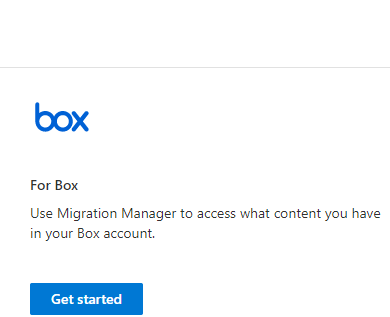 box
For Box
Use Migration Manager to access what content you have
in your Box account.
Get started